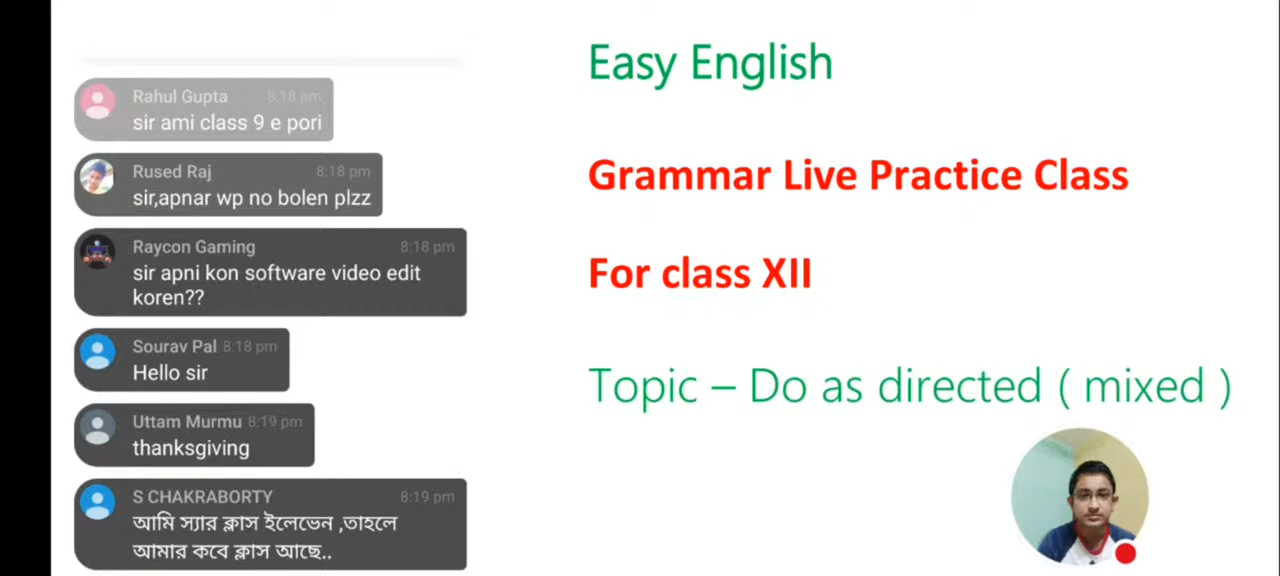 Rahul Gupta 8:18 pm
sir ami class 9 e pori
Rused Raj 8:18 pm
sir,apnar wp no bolen plzz
Raycon Gaming 8:18 pm
sir apni kon software video edit
koren??
Sourav Pal 8:18 pm
Hello sir
Uttam Murmu 8:19 pm
thanksgiving
S CHAKRABORTY 8:19 pm
আমি স্যার ক্লাস ইলেভেন ,তাহলে
আমার কবে ক্লাস আছে..
Easy English
Grammar Live Practice Class
For class XII
Topic – Do as directed ( mixed )